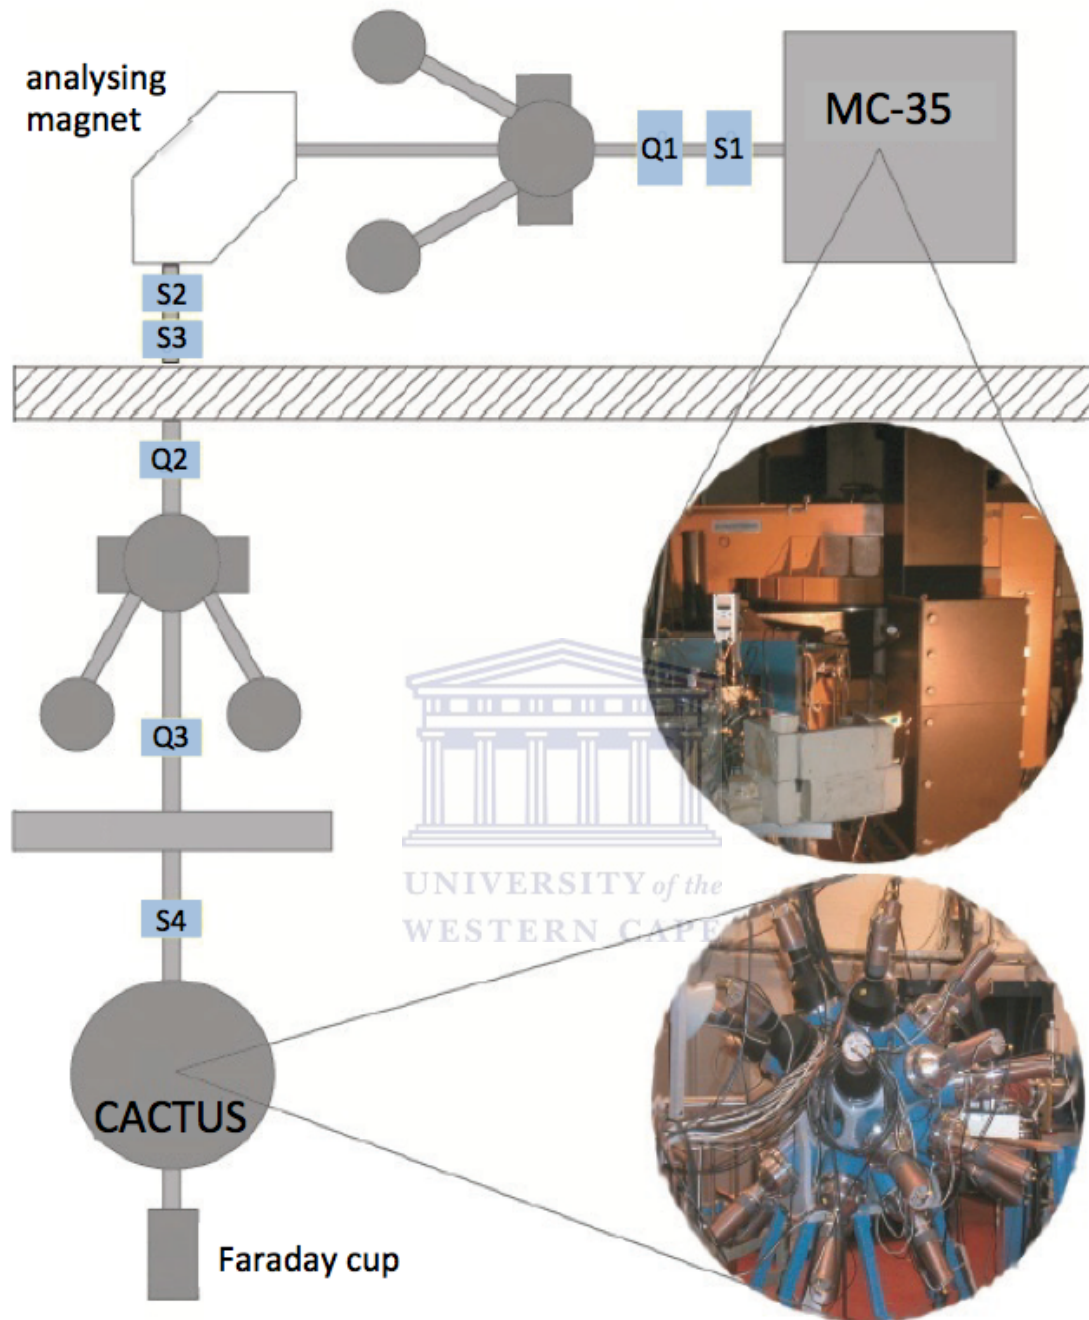 analysing
magnet
MC-35
Q1
S1
S2
S3
Q2
Q3
UNIVERSITY of the
WESTERN CAPE
S4
CACTUS
Faraday cup